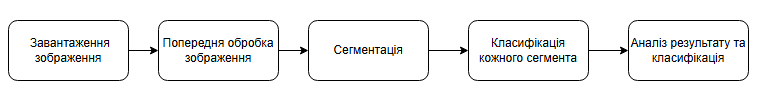 Завантаження
зображення
Попередня обробка
зображення
Сегментація
Класифікація
кожного сегмента
Аналіз результату та
класифікація